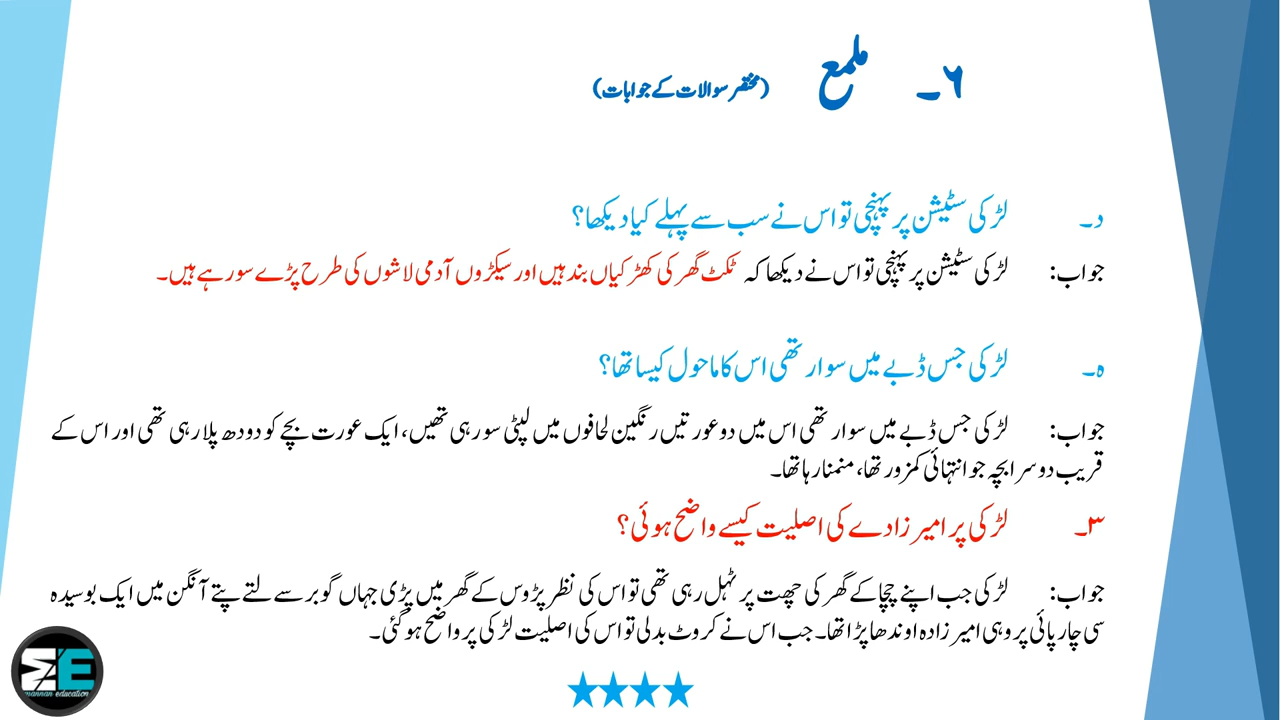 ۶۔ ملمع (مختصر سوالات کے جوابات)
د۔ لڑکی سٹیشن پر پہنچی تو اس نے سب سے پہلے کیا دیکھا؟
جواب: لڑکی سٹیشن پر پہنچی تو اس نے دیکھا کہ ٹکٹ گھر کی کھڑکیاں بند ہیں اور سیکڑوں آدمی لاشوں کی طرح پڑے سو رہے ہیں۔
ہ۔ لڑکی جس ڈبے میں سوار تھی اس کا ماحول کیسا تھا؟
جواب: لڑکی جس ڈبے میں سوار تھی اس میں دو عورتیں رنگین لحافوں میں لپٹی سو رہی تھیں، ایک عورت بچے کو دودھ پلا رہی تھی اور اس کے
قریب دوسرا بچہ جو انتہائی کمزور تھا، منمنا رہا تھا۔
۳۔ لڑکی پر امیر زادے کی اصلیت کیسے واضح ہوئی؟
جواب: لڑکی جب اپنے چچا کے گھر کی چھت پر ٹہل رہی تھی تو اس کی نظر پڑوس کے گھر میں پڑی جہاں گوبر سے لتے پتے آنگن میں ایک بوسیدہ
سی چارپائی پر وہی امیر زادہ اوندھا پڑا تھا۔ جب اس نے کروٹ بدلی تو اس کی اصلیت لڑکی پر واضح ہو گئی۔
mannan education